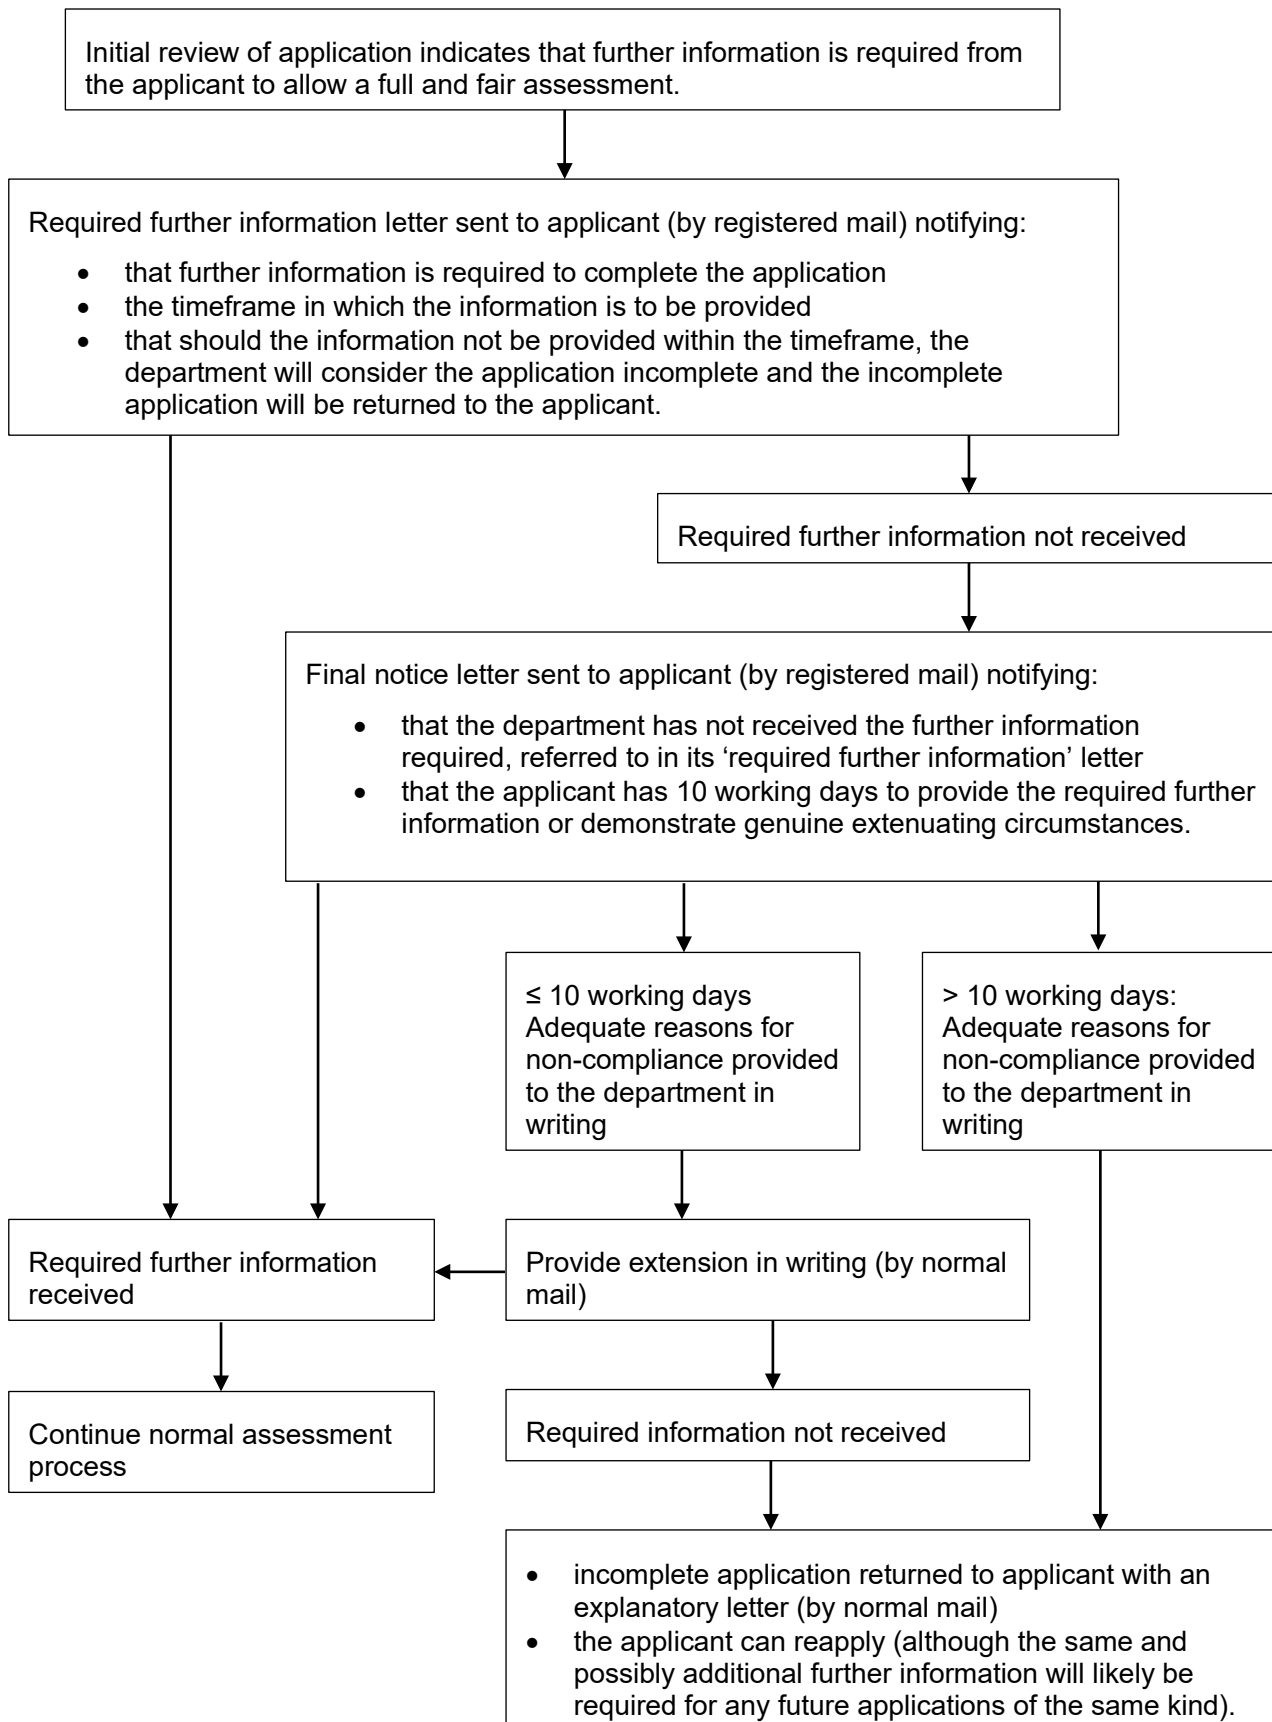 Initial review of application indicates that further information is required from
the applicant to allow a full and fair assessment.
Required further information letter sent to applicant (by registered mail) notifying:
• that further information is required to complete the application
• the timeframe in which the information is to be provided
• that should the information not be provided within the timeframe, the
department will consider the application incomplete and the incomplete
application will be returned to the applicant.
Required further information not received
Final notice letter sent to applicant (by registered mail) notifying:
• that the department has not received the further information
required, referred to in its ‘required further information’ letter
• that the applicant has 10 working days to provide the required further
information or demonstrate genuine extenuating circumstances.
≤ 10 working days
Adequate reasons for
non-compliance provided
to the department in
writing
> 10 working days:
Adequate reasons for
non-compliance provided
to the department in
writing
Required further information
received
Provide extension in writing (by normal
mail)
Continue normal assessment
process
Required information not received
• incomplete application returned to applicant with an
explanatory letter (by normal mail)
• the applicant can reapply (although the same and
possibly additional further information will likely be
required for any future applications of the same kind).